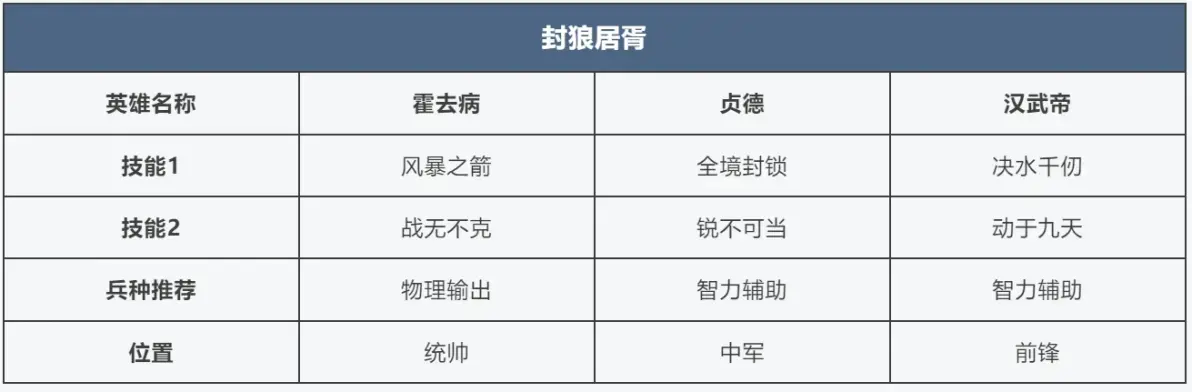 封狼居胥
英雄名称 霍去病 贞德 汉武帝
技能1 风暴之箭 全境封锁 决水千仞
技能2 战无不克 锐不可当 动于九天
兵种推荐 物理输出 智力辅助 智力辅助
位置 统帅 中军 前锋